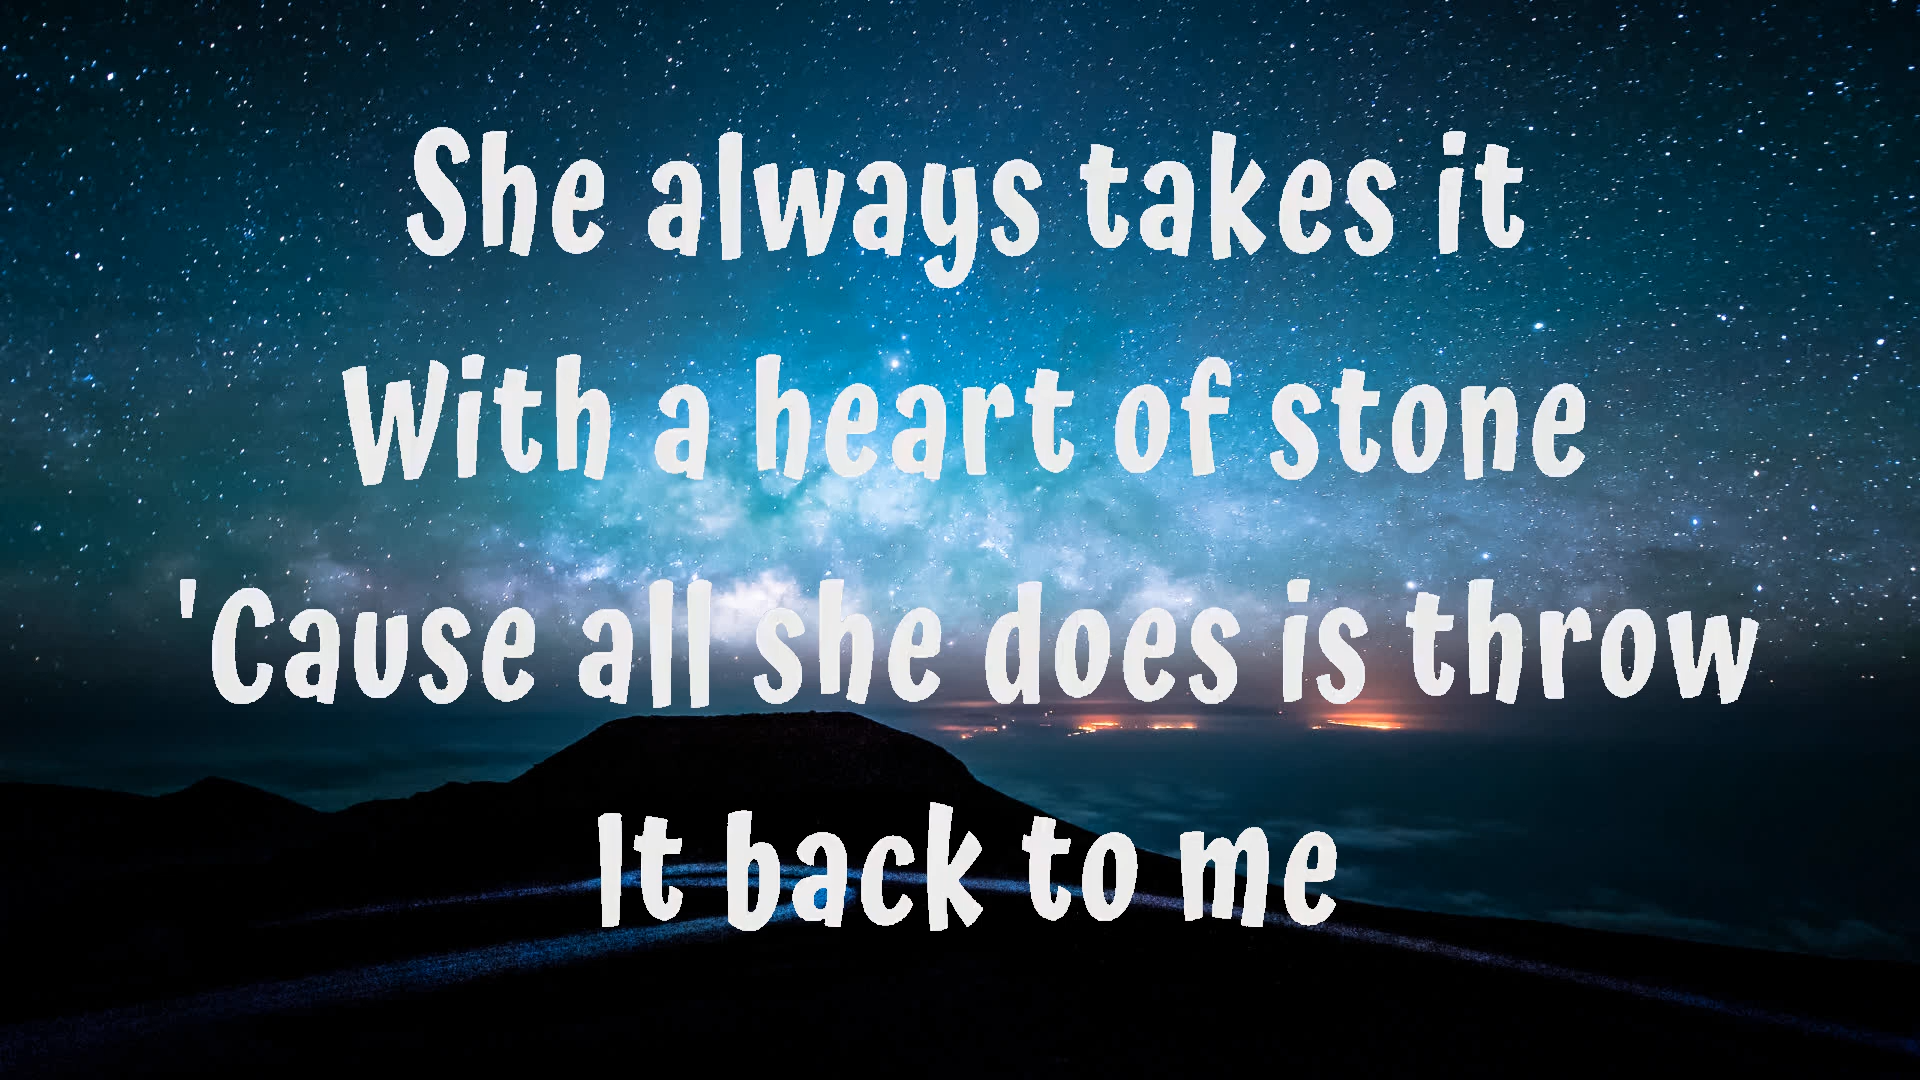 She always takes it
With a heart of stone
'Cause all she does is throw
It back to me